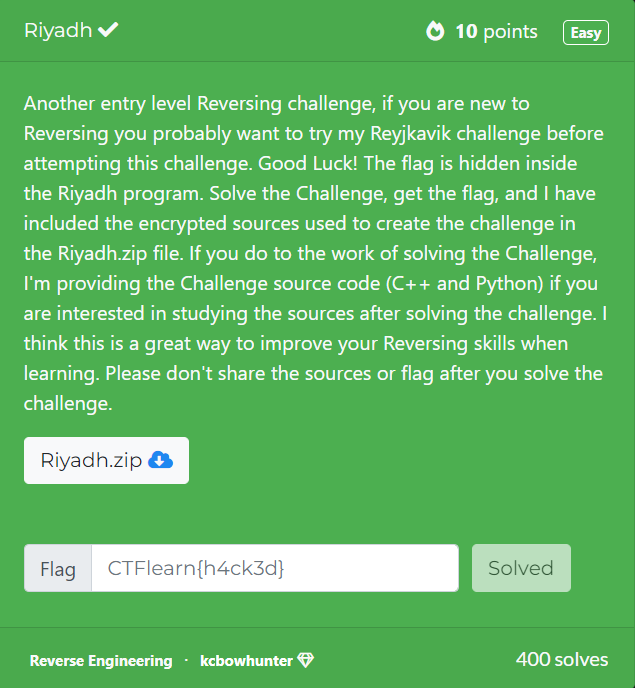 Riyadh
10 points
Easy
Another entry level Reversing challenge, if you are new to
Reversing you probably want to try my Reyjkavik challenge before
attempting this challenge. Good Luck! The flag is hidden inside
the Riyadh program. Solve the Challenge, get the flag, and I have
included the encrypted sources used to create the challenge in
the Riyadh.zip file. If you do to the work of solving the Challenge,
I'm providing the Challenge source code (C++ and Python) if you
are interested in studying the sources after solving the challenge. I
think this is a great way to improve your Reversing skills when
learning. Please don't share the sources or flag after you solve the
challenge.
Riyadh.zip
Flag CTFlearn{h4ck3d} Solved
Reverse Engineering · kcbowhunter 400 solves